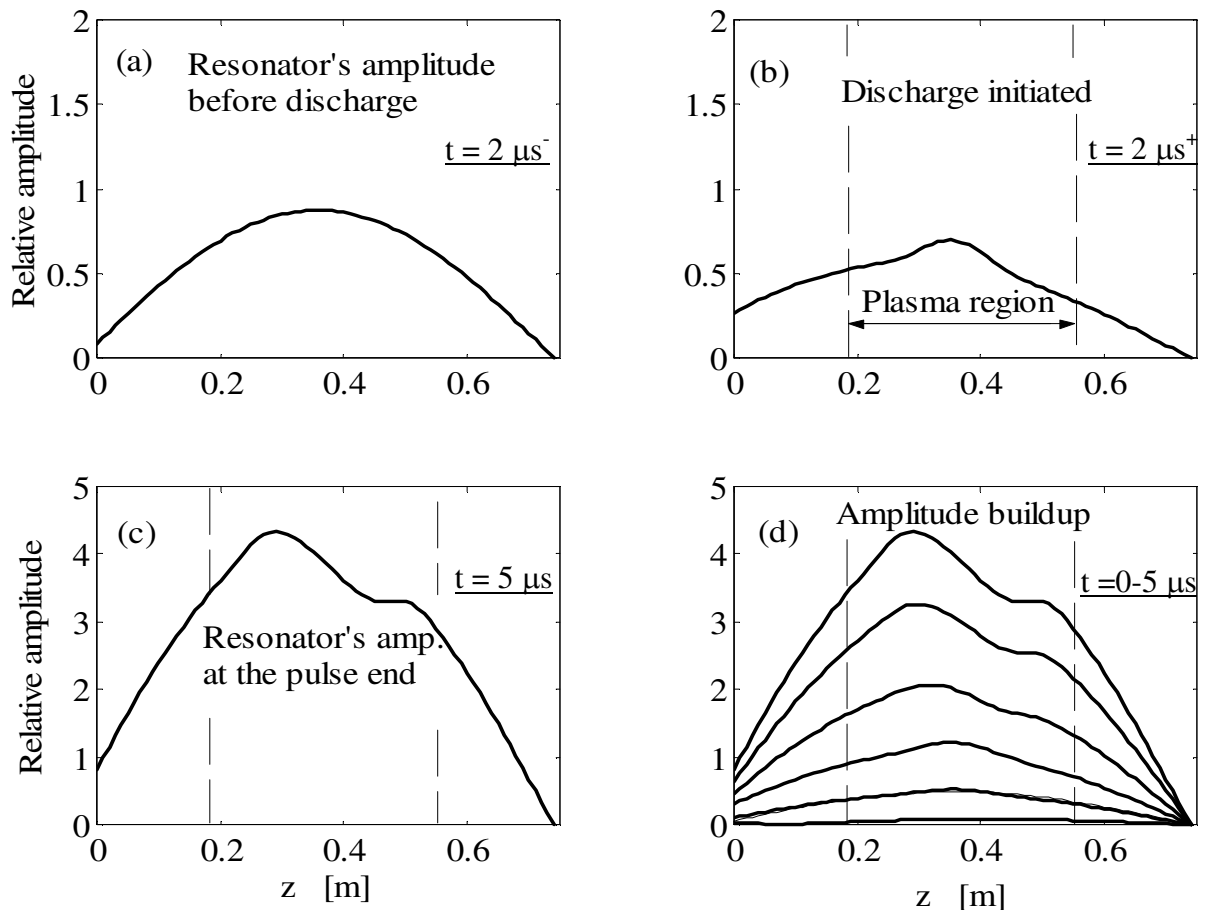 2
1.5
1
0.5
0
0
0.2
0.4
0.6
Relative amplitude
(a)
Resonator's amplitude
before discharge
t = 2 μs⁻
2
1.5
1
0.5
0
0
0.2
0.4
0.6
(b)
Discharge initiated
t = 2 μs⁺
Plasma region
5
4
3
2
1
0
0
0.2
0.4
0.6
Relative amplitude
z [m]
(c)
t = 5 μs
Resonator's amp.
at the pulse end
5
4
3
2
1
0
0
0.2
0.4
0.6
z [m]
(d)
Amplitude buildup
t =0-5 μs